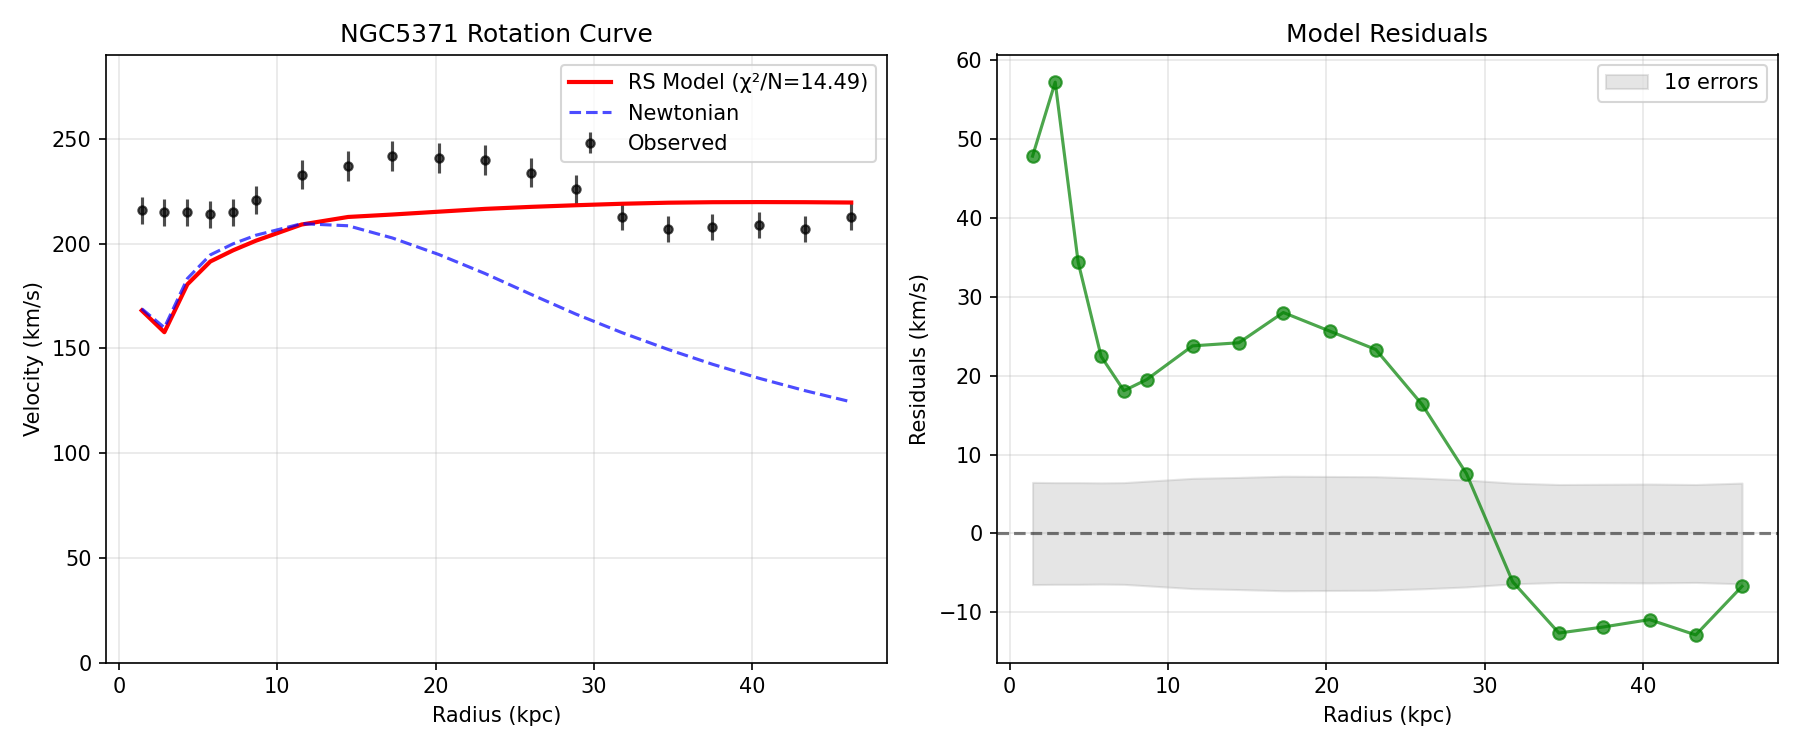 NGC5371 Rotation Curve
RS Model (χ²/N=14.49)
Newtonian
Observed
250
200
150
100
50
0
Velocity (km/s)
0 10 20 30 40
Radius (kpc)
Model Residuals
1σ errors
60
50
40
30
20
10
0
−10
Residuals (km/s)
0 10 20 30 40
Radius (kpc)